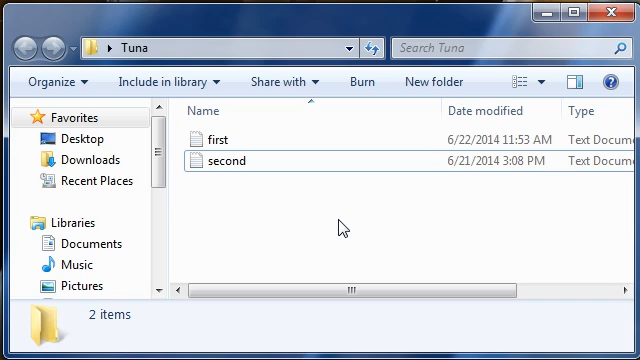 Tuna
Search Tuna
Organize Include in library Share with Burn New folder
Favorites
Desktop
Downloads
Recent Places
Libraries
Documents
Music
Pictures
Name Date modified Type
first 6/22/2014 11:53 AM Text Docume
second 6/21/2014 3:08 PM Text Docume
2 items